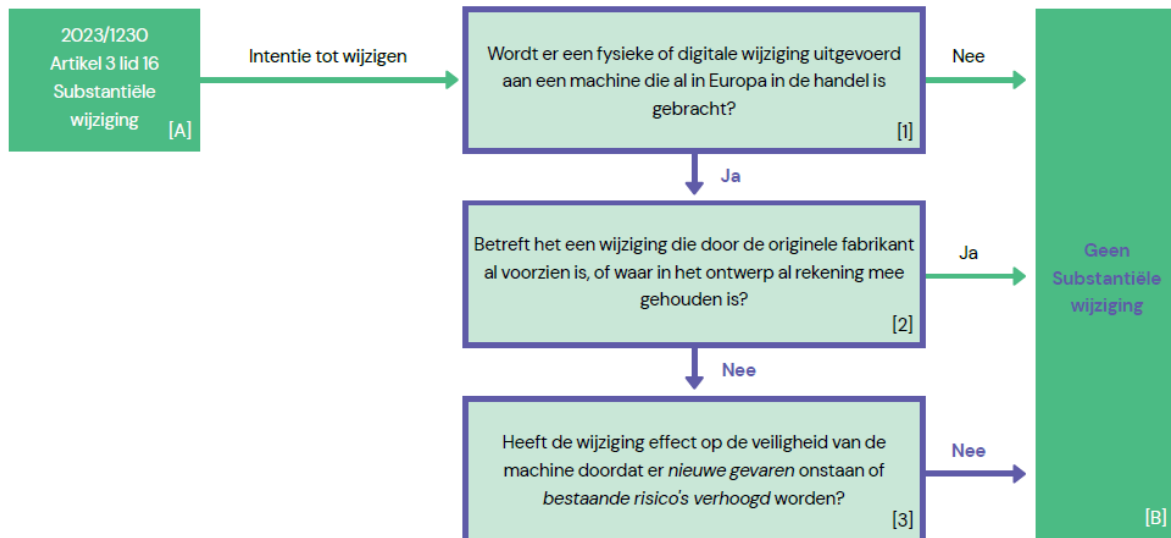 2023/1230
Artikel 3 lid 16
Substantiële
wijziging
[A]
Intentie tot wijzigen
Wordt er een fysieke of digitale wijziging uitgevoerd
aan een machine die al in Europa in de handel is
gebracht?
[1]
Nee
Ja
Betreft het een wijziging die door de originele fabrikant
al voorzien is, of waar in het ontwerp al rekening mee
gehouden is?
[2]
Ja
Nee
Heeft de wijziging effect op de veiligheid van de
machine doordat er nieuwe gevaren onstaan of
bestaande risico's verhoogd worden?
[3]
Nee
Geen
Substantiële
wijziging
[B]